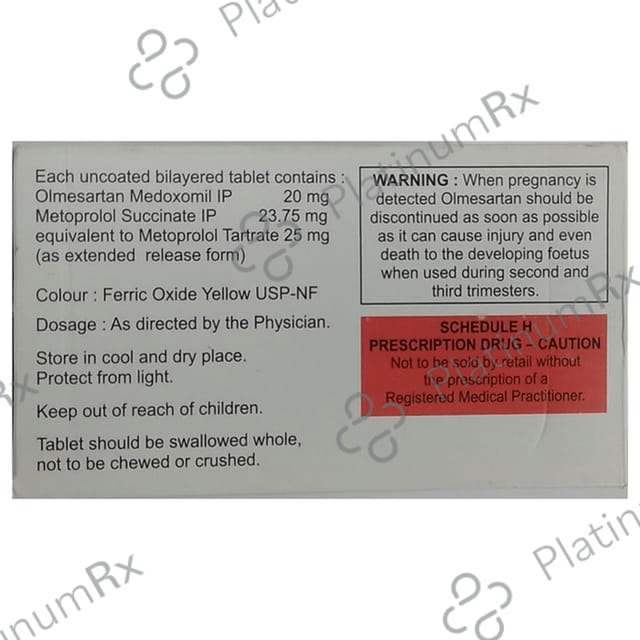 Each uncoated bilayered tablet contains :
Olmesartan Medoxomil IP 20 mg
Metoprolol Succinate IP 23.75 mg
equivalent to Metoprolol Tartrate 25 mg
(as extended release form)
Colour : Ferric Oxide Yellow USP-NF
Dosage : As directed by the Physician.
Store in cool and dry place.
Protect from light.
Keep out of reach of children.
Tablet should be swallowed whole,
not to be chewed or crushed.
WARNING : When pregnancy is
detected Olmesartan should be
discontinued as soon as possible
as it can cause injury and even
death to the developing foetus
when used during second and
third trimesters.
SCHEDULE H
PRESCRIPTION DRUG - CAUTION
Not to be sold by retail without
the prescription of a
Registered Medical Practitioner.
Platinum
PlatinumRx
PlatinumRx
Rx
inumRx
Platin